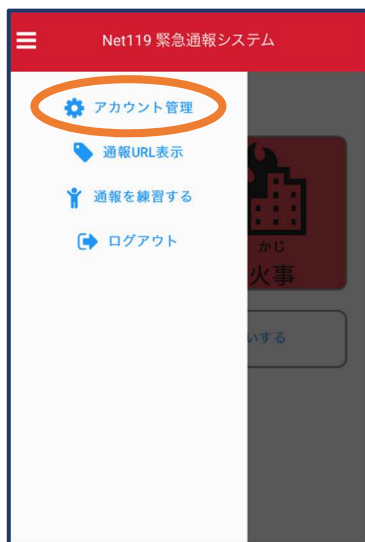 Net119 緊急通報システム
アカウント管理
通報URL表示
通報を練習する
ログアウト
かじ
火事
いする